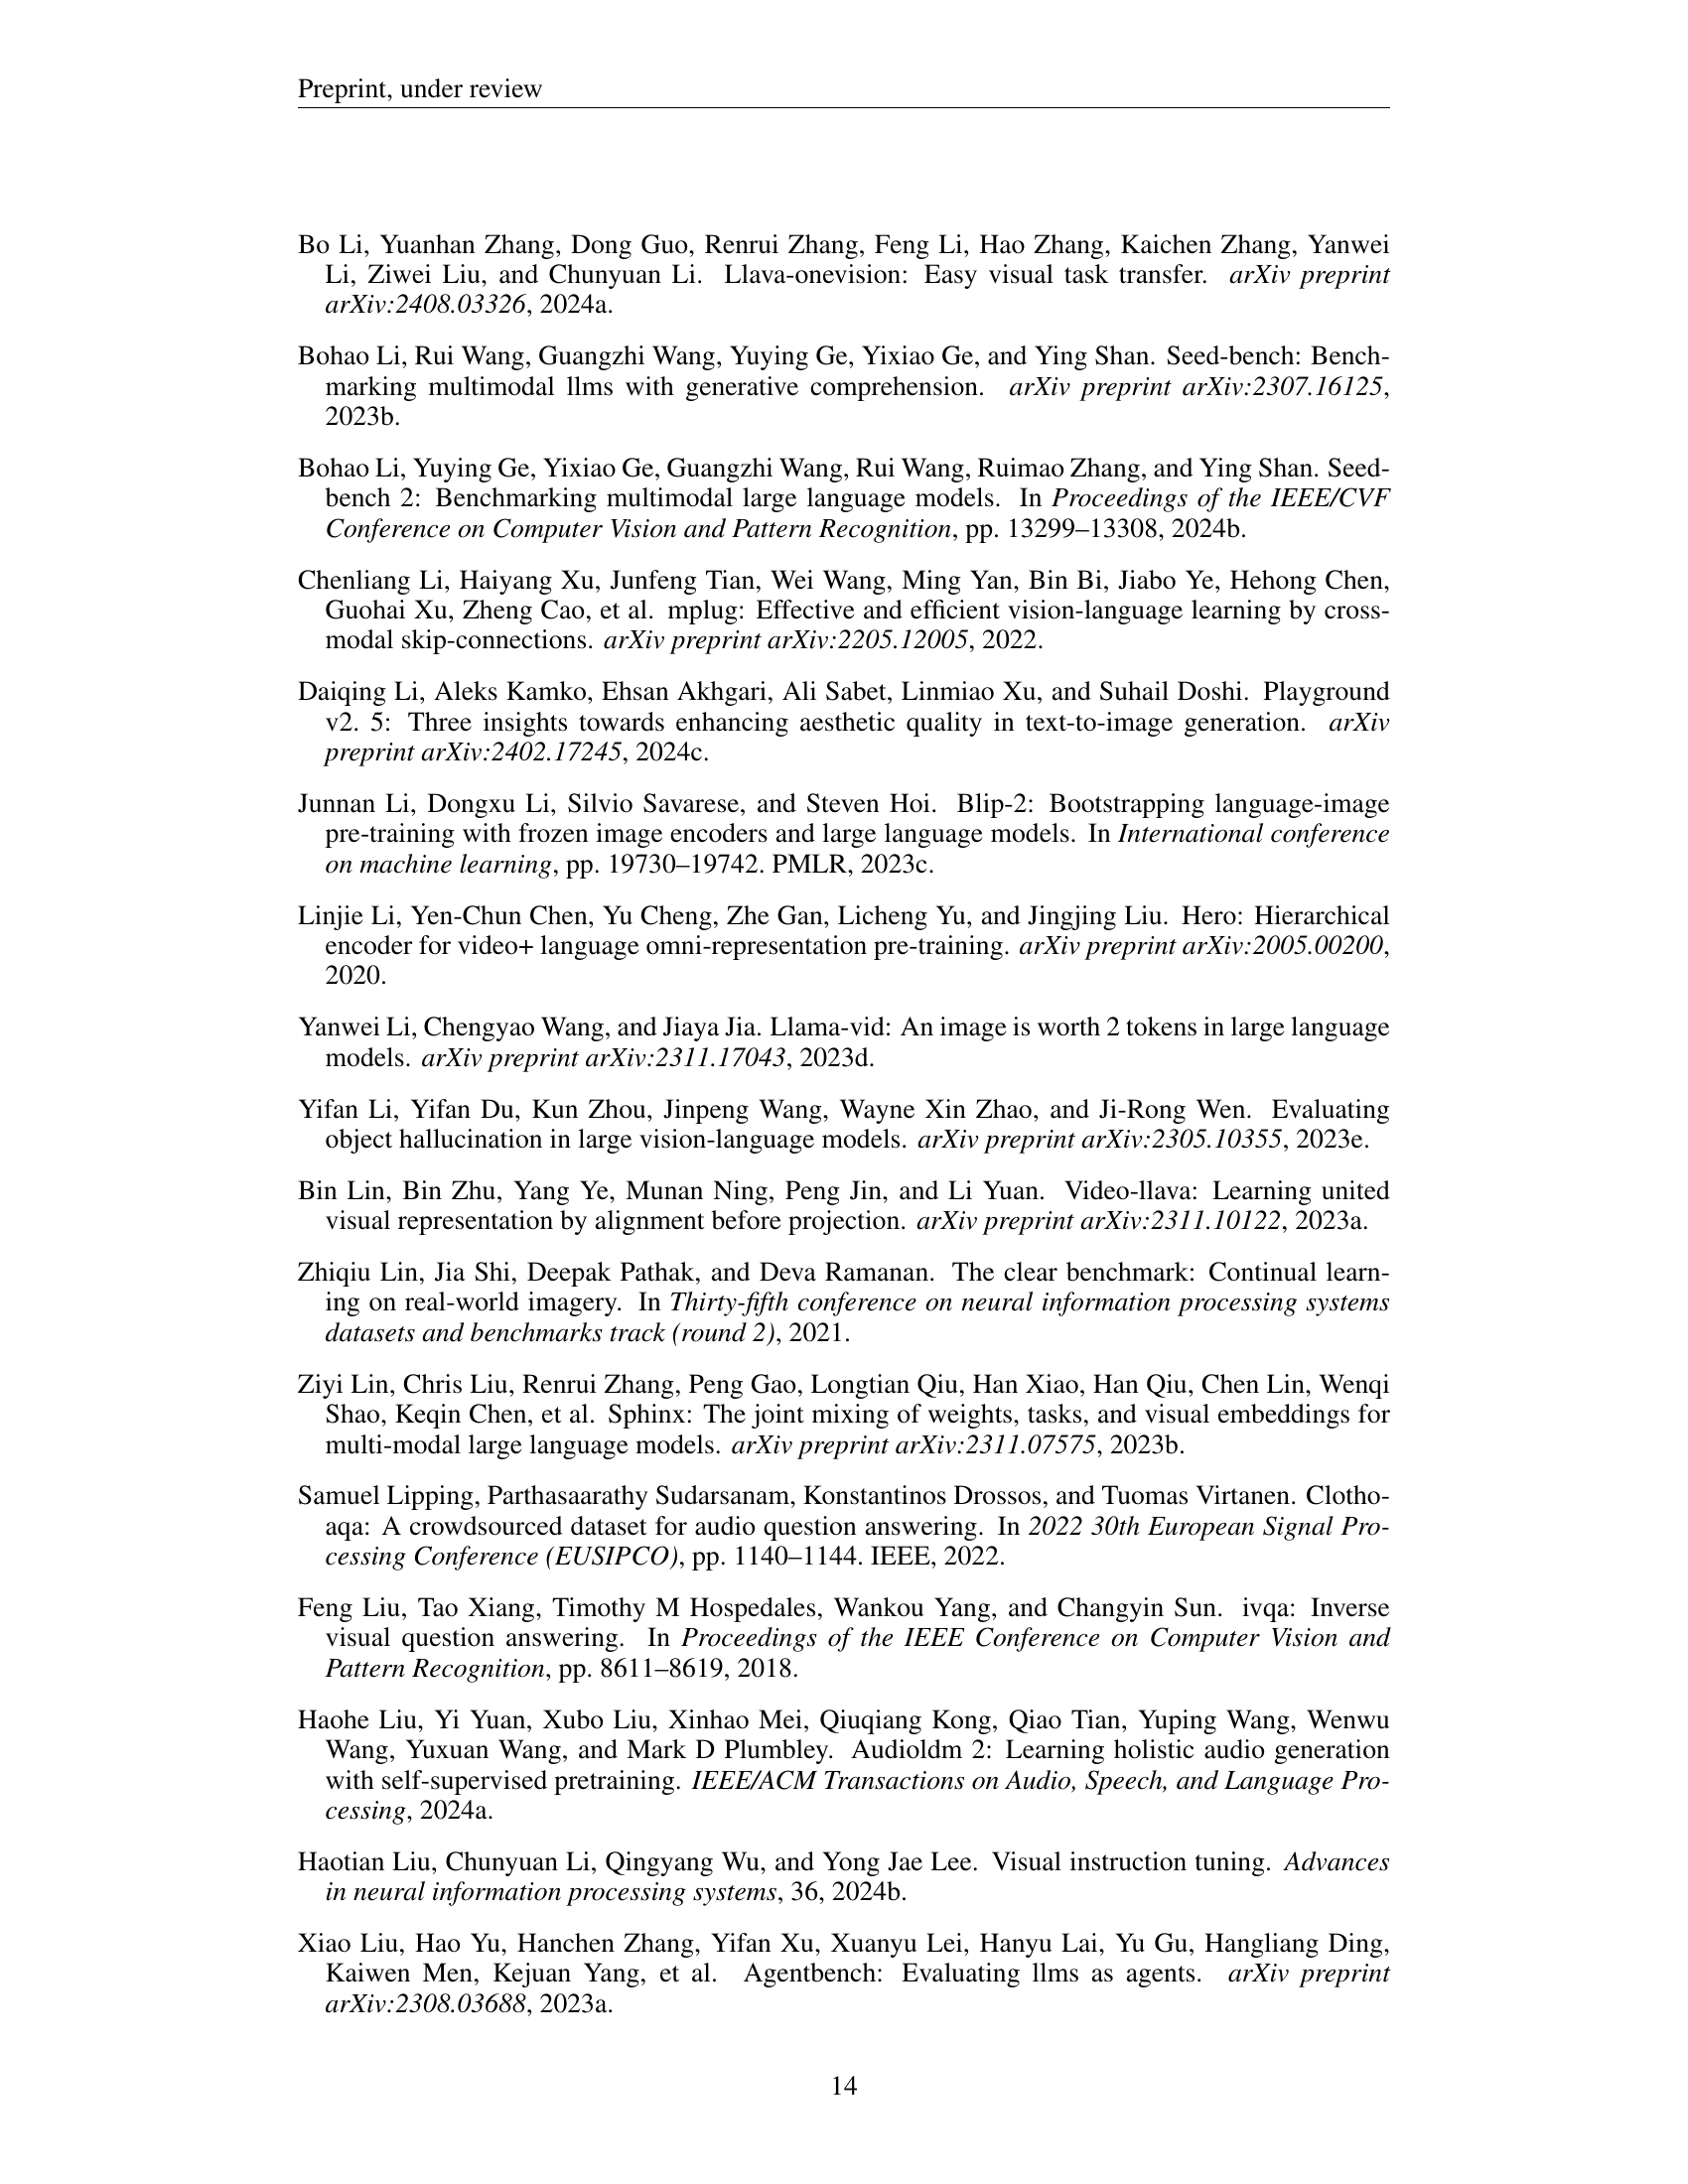 Preprint, under review
Bo Li, Yuanhan Zhang, Dong Guo, Renrui Zhang, Feng Li, Hao Zhang, Kaichen Zhang, Yanwei
Li, Ziwei Liu, and Chunyuan Li. Llava-onevision: Easy visual task transfer. arXiv preprint
arXiv:2408.03326, 2024a.
Bohao Li, Rui Wang, Guangzhi Wang, Yuying Ge, Yixiao Ge, and Ying Shan. Seed-bench: Bench-
marking multimodal llms with generative comprehension. arXiv preprint arXiv:2307.16125,
2023b.
Bohao Li, Yuying Ge, Yixiao Ge, Guangzhi Wang, Rui Wang, Ruimao Zhang, and Ying Shan. Seed-
bench 2: Benchmarking multimodal large language models. In Proceedings of the IEEE/CVF
Conference on Computer Vision and Pattern Recognition, pp. 13299–13308, 2024b.
Chenliang Li, Haiyang Xu, Junfeng Tian, Wei Wang, Ming Yan, Bin Bi, Jiabo Ye, Hehong Chen,
Guohai Xu, Zheng Cao, et al. mplug: Effective and efficient vision-language learning by cross-
modal skip-connections. arXiv preprint arXiv:2205.12005, 2022.
Daiqing Li, Aleks Kamko, Ehsan Akhgari, Ali Sabet, Linmiao Xu, and Suhail Doshi. Playground
v2. 5: Three insights towards enhancing aesthetic quality in text-to-image generation. arXiv
preprint arXiv:2402.17245, 2024c.
Junnan Li, Dongxu Li, Silvio Savarese, and Steven Hoi. Blip-2: Bootstrapping language-image
pre-training with frozen image encoders and large language models. In International conference
on machine learning, pp. 19730–19742. PMLR, 2023c.
Linjie Li, Yen-Chun Chen, Yu Cheng, Zhe Gan, Licheng Yu, and Jingjing Liu. Hero: Hierarchical
encoder for video+ language omni-representation pre-training. arXiv preprint arXiv:2005.00200,
2020.
Yanwei Li, Chengyao Wang, and Jiaya Jia. Llama-vid: An image is worth 2 tokens in large language
models. arXiv preprint arXiv:2311.17043, 2023d.
Yifan Li, Yifan Du, Kun Zhou, Jinpeng Wang, Wayne Xin Zhao, and Ji-Rong Wen. Evaluating
object hallucination in large vision-language models. arXiv preprint arXiv:2305.10355, 2023e.
Bin Lin, Bin Zhu, Yang Ye, Munan Ning, Peng Jin, and Li Yuan. Video-llava: Learning united
visual representation by alignment before projection. arXiv preprint arXiv:2311.10122, 2023a.
Zhiqiu Lin, Jia Shi, Deepak Pathak, and Deva Ramanan. The clear benchmark: Continual learn-
ing on real-world imagery. In Thirty-fifth conference on neural information processing systems
datasets and benchmarks track (round 2), 2021.
Ziyi Lin, Chris Liu, Renrui Zhang, Peng Gao, Longtian Qiu, Han Xiao, Han Qiu, Chen Lin, Wenqi
Shao, Keqin Chen, et al. Sphinx: The joint mixing of weights, tasks, and visual embeddings for
multi-modal large language models. arXiv preprint arXiv:2311.07575, 2023b.
Samuel Lipping, Parthasaarathy Sudarsanam, Konstantinos Drossos, and Tuomas Virtanen. Clotho-
aqa: A crowdsourced dataset for audio question answering. In 2022 30th European Signal Pro-
cessing Conference (EUSIPCO), pp. 1140–1144. IEEE, 2022.
Feng Liu, Tao Xiang, Timothy M Hospedales, Wankou Yang, and Changyin Sun. ivqa: Inverse
visual question answering. In Proceedings of the IEEE Conference on Computer Vision and
Pattern Recognition, pp. 8611–8619, 2018.
Haohe Liu, Yi Yuan, Xubo Liu, Xinhao Mei, Qiuqiang Kong, Qiao Tian, Yuping Wang, Wenwu
Wang, Yuxuan Wang, and Mark D Plumbley. Audioldm 2: Learning holistic audio generation
with self-supervised pretraining. IEEE/ACM Transactions on Audio, Speech, and Language Pro-
cessing, 2024a.
Haotian Liu, Chunyuan Li, Qingyang Wu, and Yong Jae Lee. Visual instruction tuning. Advances
in neural information processing systems, 36, 2024b.
Xiao Liu, Hao Yu, Hanchen Zhang, Yifan Xu, Xuanyu Lei, Hanyu Lai, Yu Gu, Hangliang Ding,
Kaiwen Men, Kejuan Yang, et al. Agentbench: Evaluating llms as agents. arXiv preprint
arXiv:2308.03688, 2023a.
14